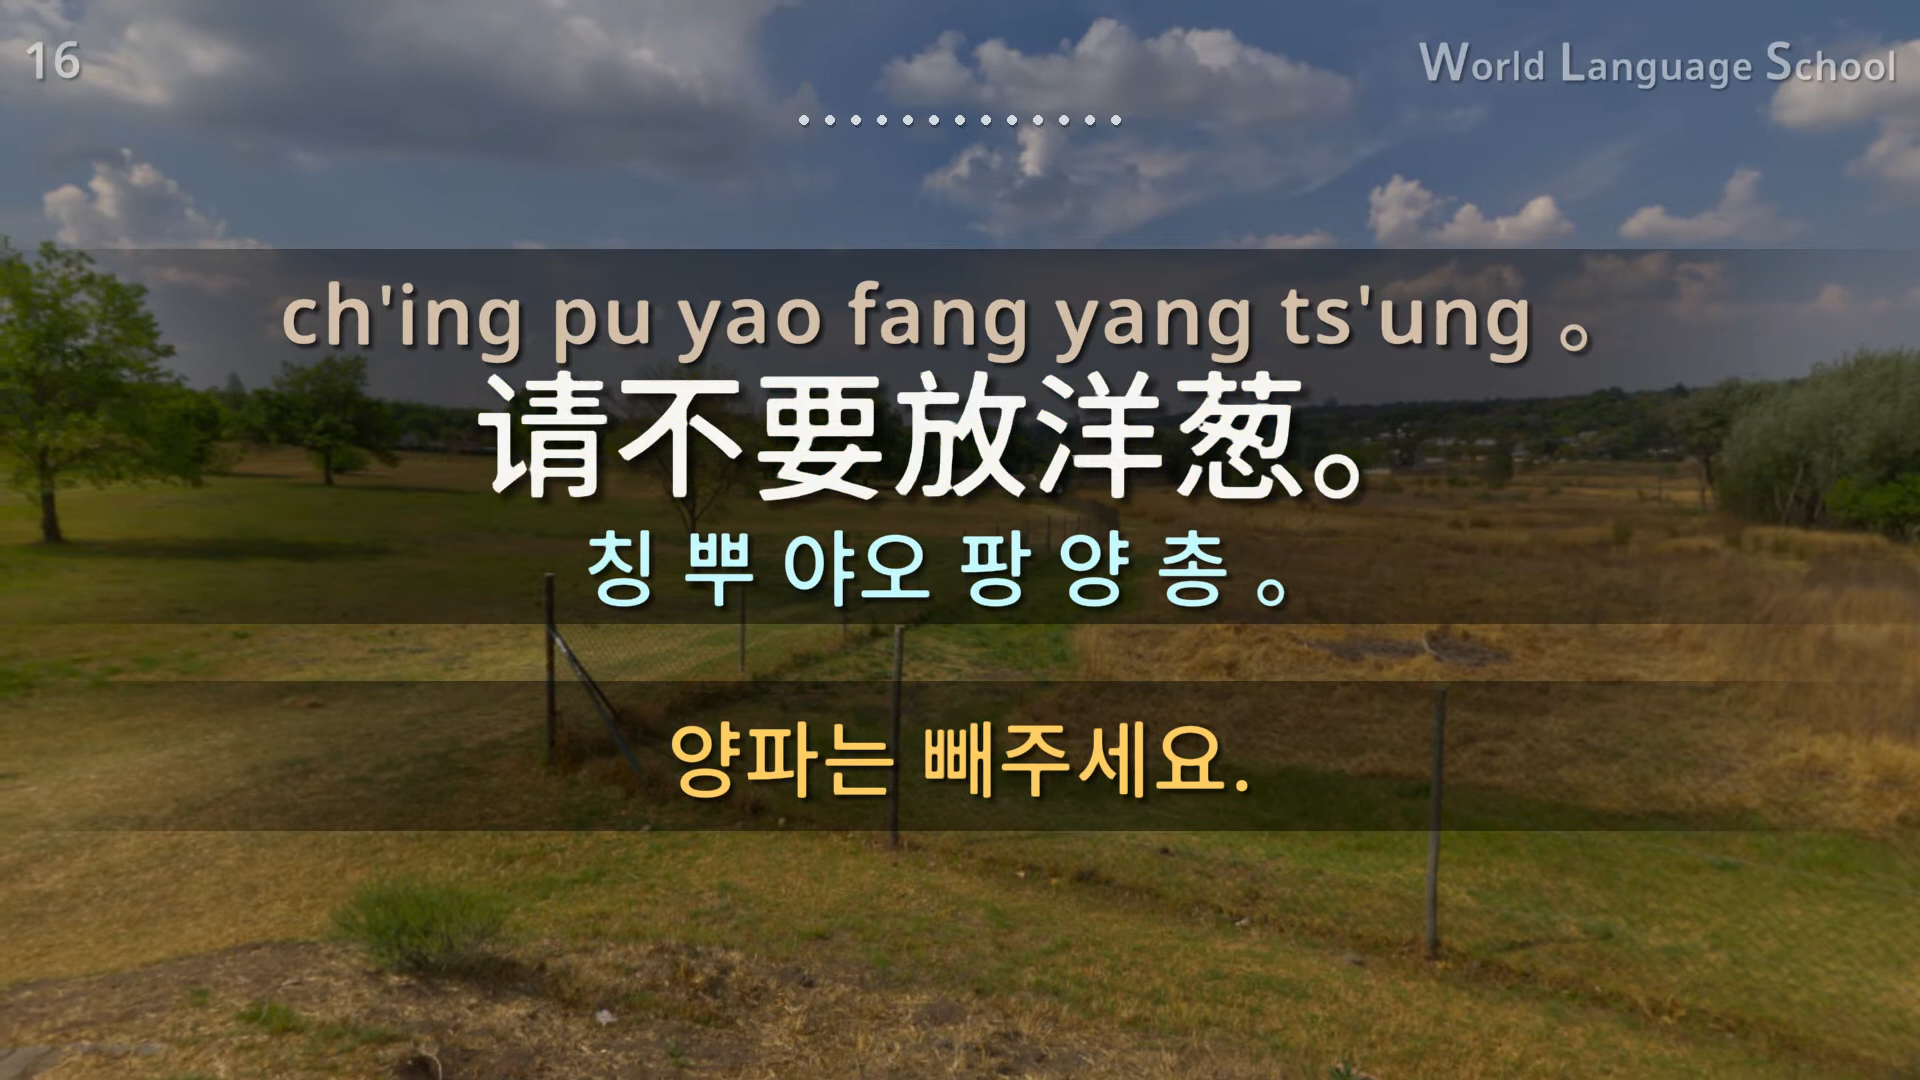 16
World Language School
ch'ing pu yao fang yang ts'ung 。
请不要放洋葱。
칭 뿌 야오 팡 양 총 。
양파는 빼주세요.